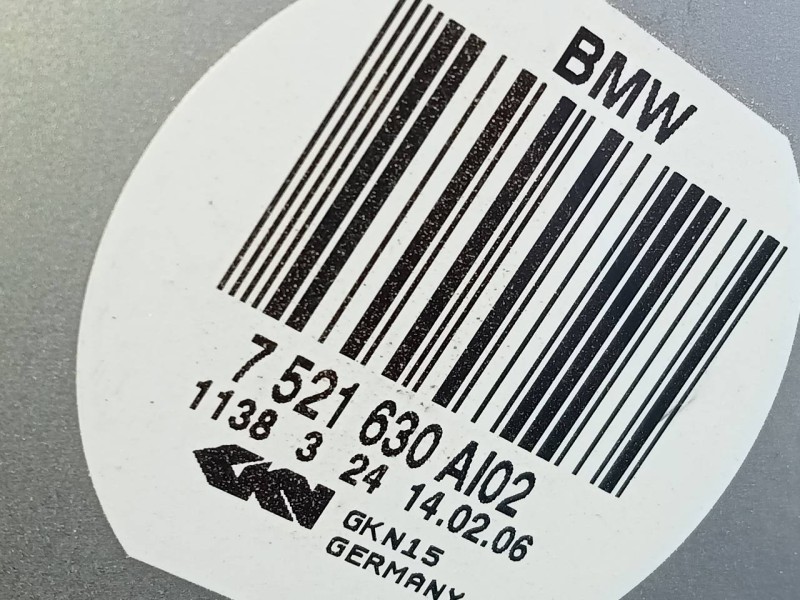 BMW
7 521 630 AI02
1138 3 24 14.02.06
GKN
GKN15
GERMANY